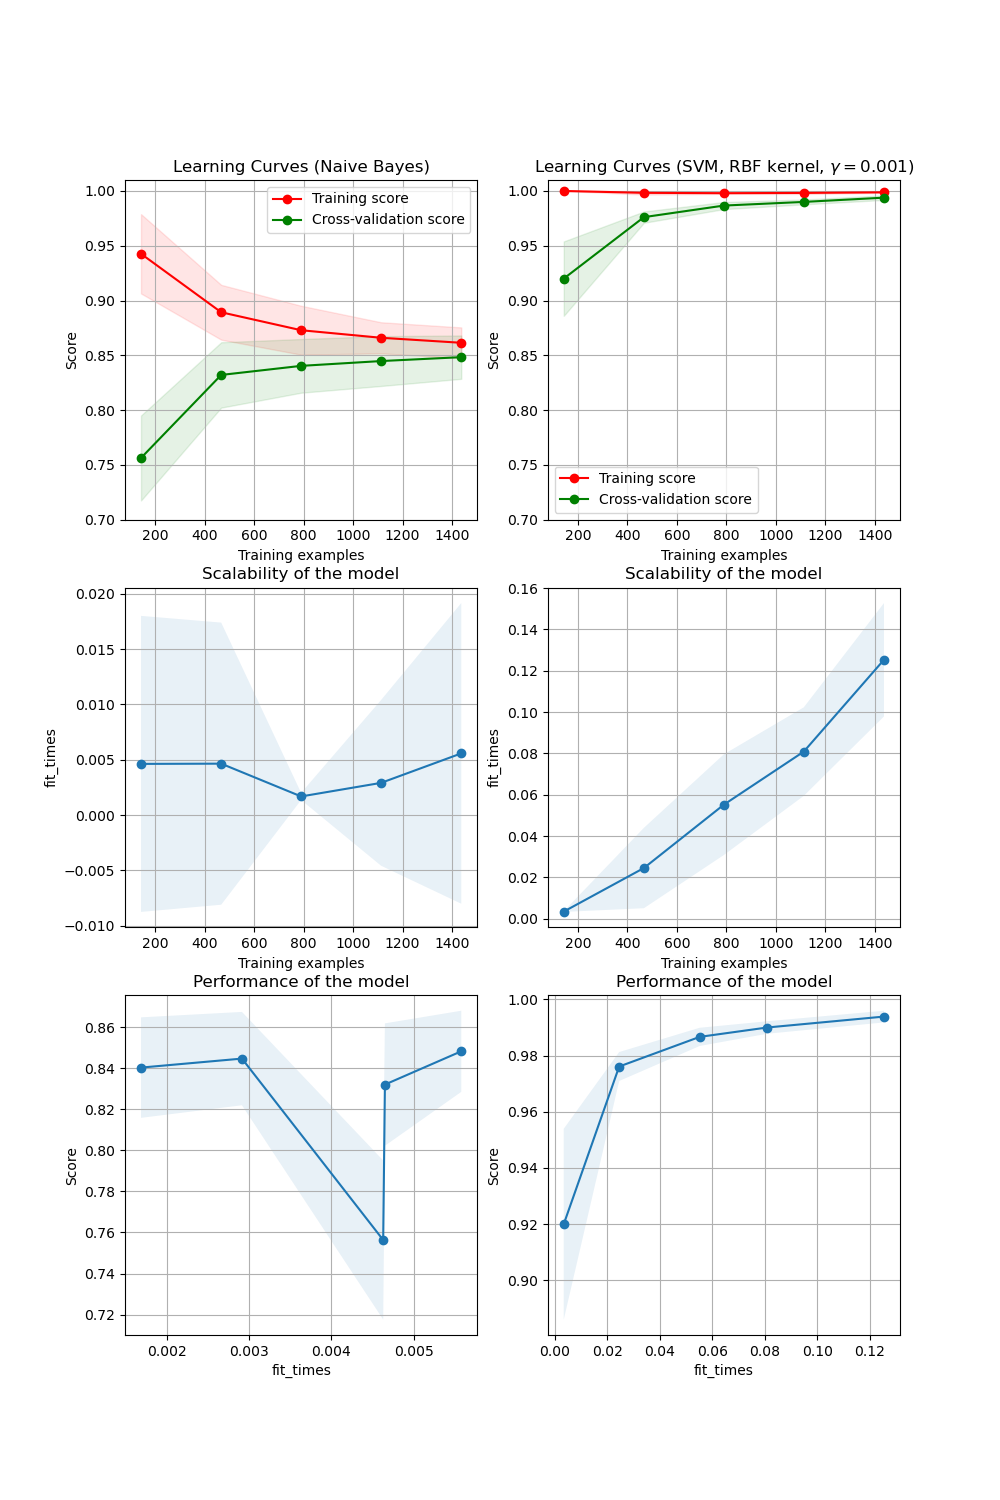 Learning Curves (Naive Bayes)
1.00
0.95
0.90
0.85
0.80
0.75
0.70
Score
Training score
Cross-validation score
200 400 600 800 1000 1200 1400
Training examples
Learning Curves (SVM, RBF kernel, γ = 0.001)
1.00
0.95
0.90
0.85
0.80
0.75
0.70
Score
Training score
Cross-validation score
200 400 600 800 1000 1200 1400
Training examples
Scalability of the model
0.020
0.015
0.010
0.005
0.000
−0.005
−0.010
fit_times
200 400 600 800 1000 1200 1400
Training examples
Scalability of the model
0.16
0.14
0.12
0.10
0.08
0.06
0.04
0.02
0.00
fit_times
200 400 600 800 1000 1200 1400
Training examples
Performance of the model
0.86
0.84
0.82
0.80
0.78
0.76
0.74
0.72
Score
0.002 0.003 0.004 0.005
fit_times
Performance of the model
1.00
0.98
0.96
0.94
0.92
0.90
Score
0.00 0.02 0.04 0.06 0.08 0.10 0.12
fit_times